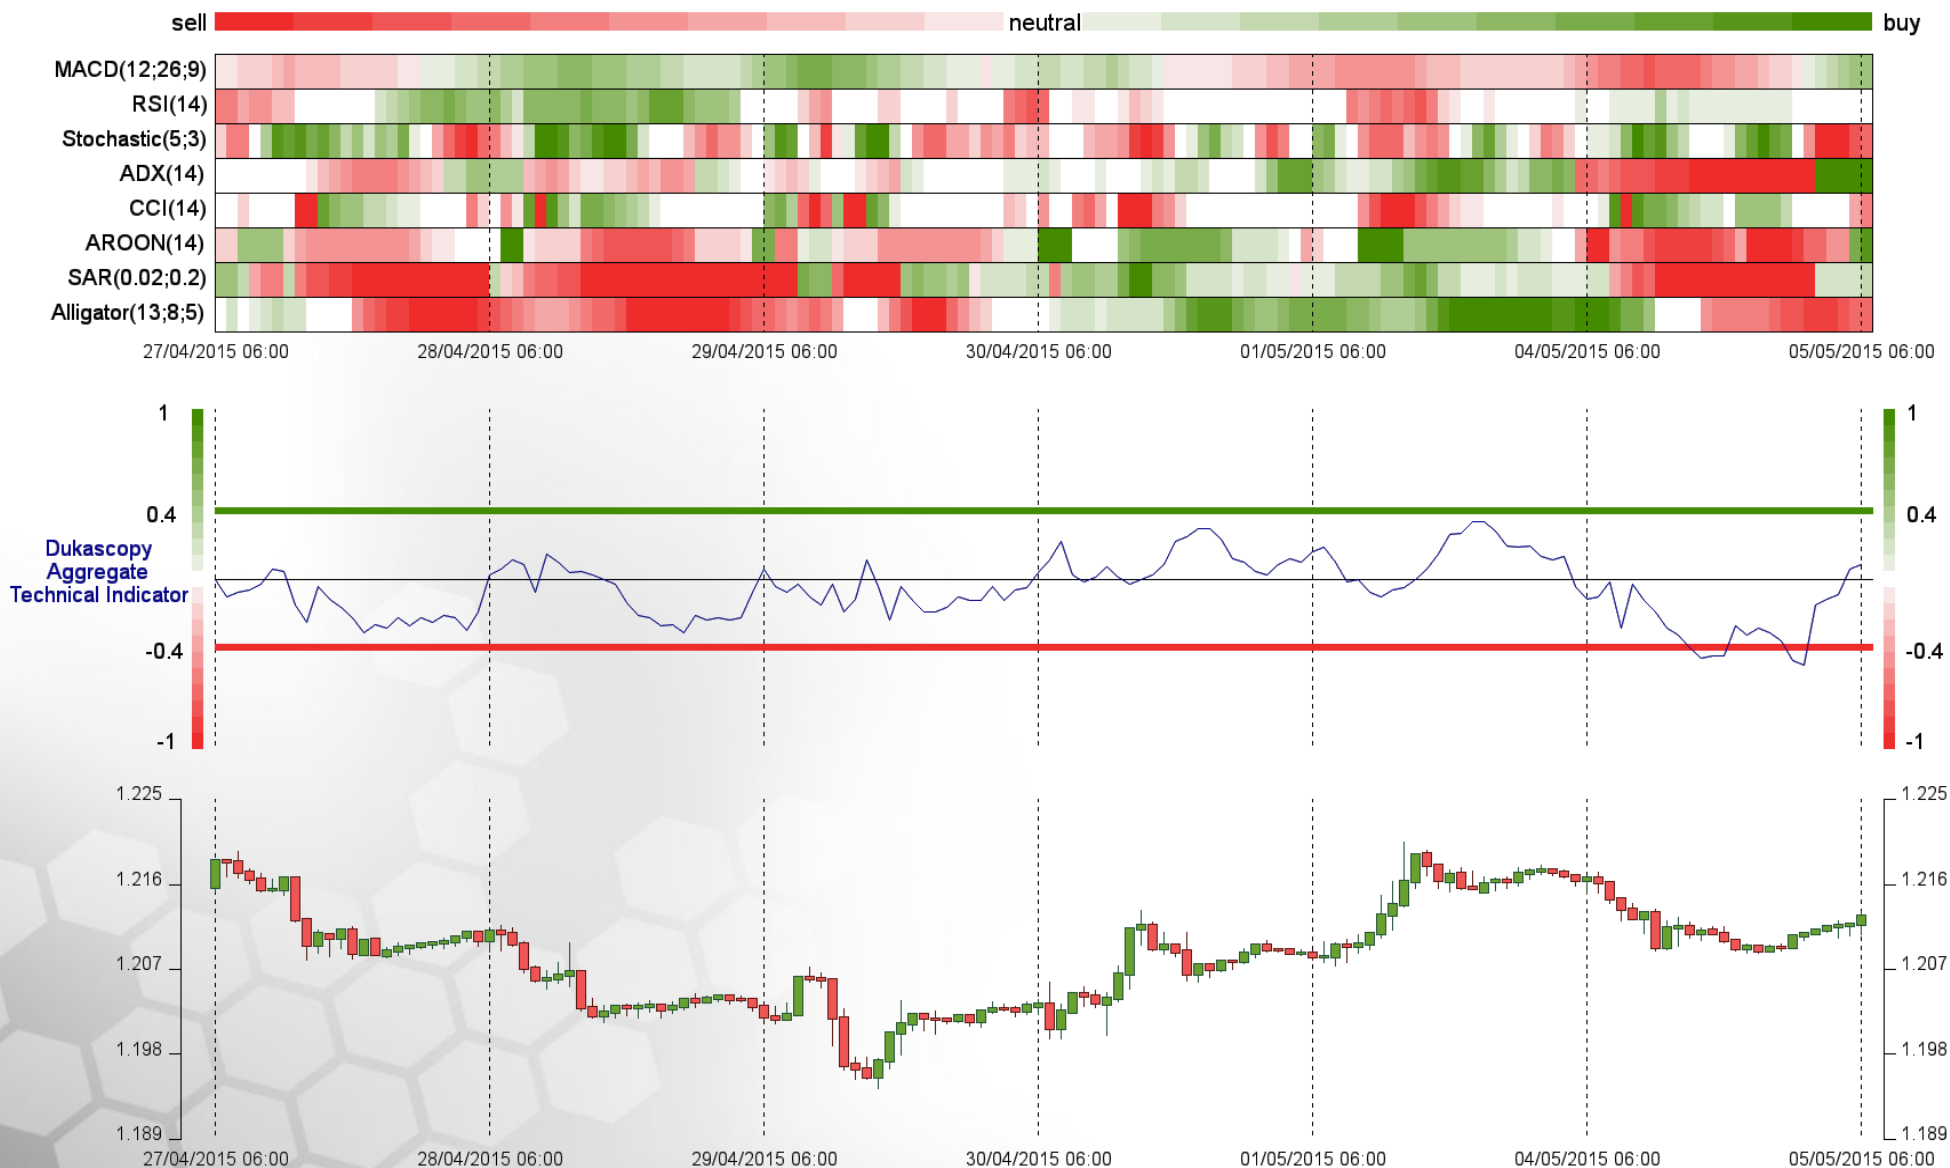 sell neutral buy
MACD(12;26;9)
RSI(14)
Stochastic(5;3)
ADX(14)
CCI(14)
AROON(14)
SAR(0.02;0.2)
Alligator(13;8;5)
27/04/2015 06:00 28/04/2015 06:00 29/04/2015 06:00 30/04/2015 06:00 01/05/2015 06:00 04/05/2015 06:00 05/05/2015 06:00
1 1
0.4 0.4
Dukascopy
Aggregate
Technical Indicator
-0.4 -0.4
-1 -1
1.225 1.225
1.216 1.216
1.207 1.207
1.198 1.198
1.189 1.189
27/04/2015 06:00 28/04/2015 06:00 29/04/2015 06:00 30/04/2015 06:00 01/05/2015 06:00 04/05/2015 06:00 05/05/2015 06:00